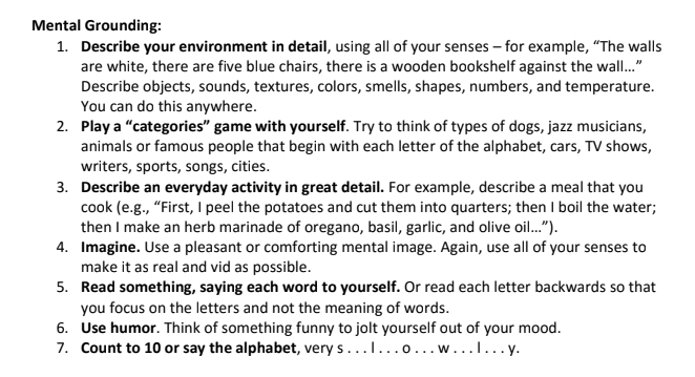 Mental Grounding:
1. Describe your environment in detail, using all of your senses – for example, “The walls
are white, there are five blue chairs, there is a wooden bookshelf against the wall...”
Describe objects, sounds, textures, colors, smells, shapes, numbers, and temperature.
You can do this anywhere.
2. Play a “categories” game with yourself. Try to think of types of dogs, jazz musicians,
animals or famous people that begin with each letter of the alphabet, cars, TV shows,
writers, sports, songs, cities.
3. Describe an everyday activity in great detail. For example, describe a meal that you
cook (e.g., “First, I peel the potatoes and cut them into quarters; then I boil the water;
then I make an herb marinade of oregano, basil, garlic, and olive oil...”).
4. Imagine. Use a pleasant or comforting mental image. Again, use all of your senses to
make it as real and vid as possible.
5. Read something, saying each word to yourself. Or read each letter backwards so that
you focus on the letters and not the meaning of words.
6. Use humor. Think of something funny to jolt yourself out of your mood.
7. Count to 10 or say the alphabet, very s . . . l . . . o . . . w . . . l . . . y.